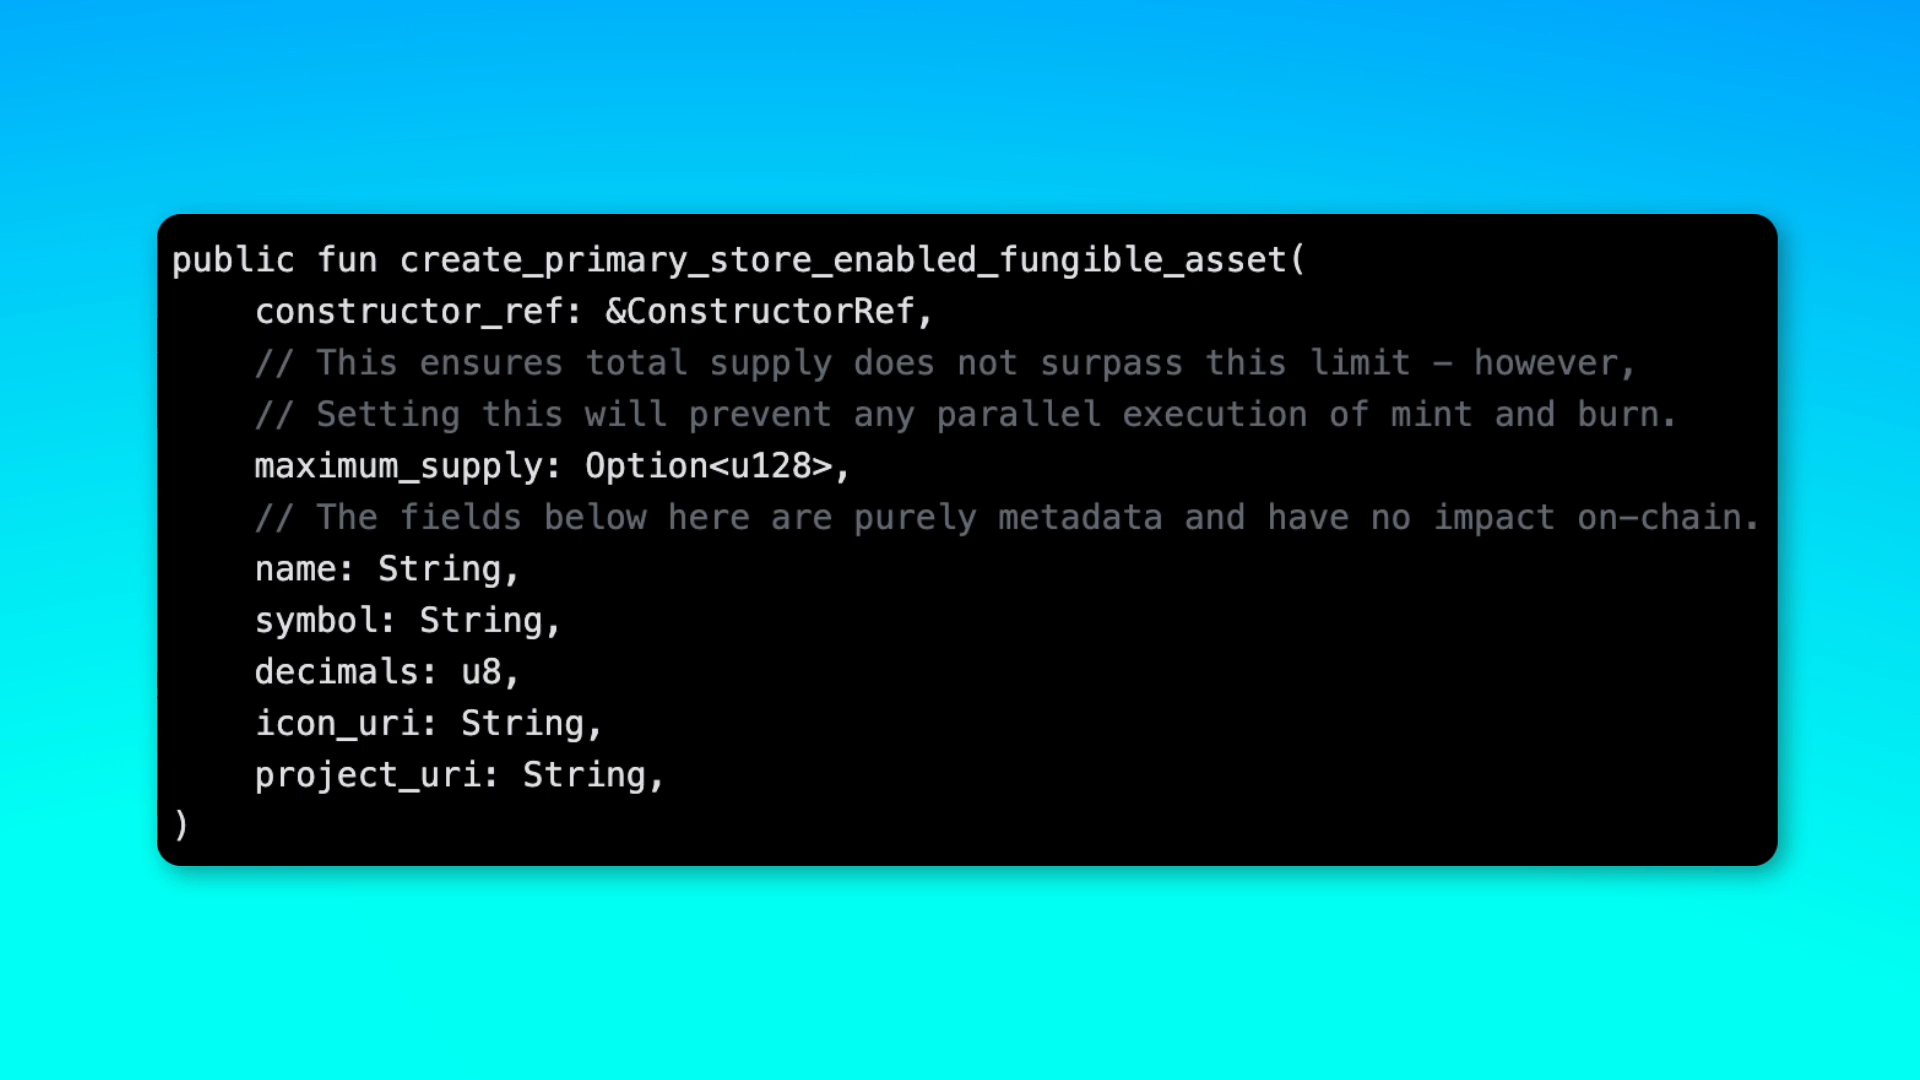 public fun create_primary_store_enabled_fungible_asset(
    constructor_ref: &ConstructorRef,
    // This ensures total supply does not surpass this limit – however,
    // Setting this will prevent any parallel execution of mint and burn.
    maximum_supply: Option<u128>,
    // The fields below here are purely metadata and have no impact on-chain.
    name: String,
    symbol: String,
    decimals: u8,
    icon_uri: String,
    project_uri: String,
)